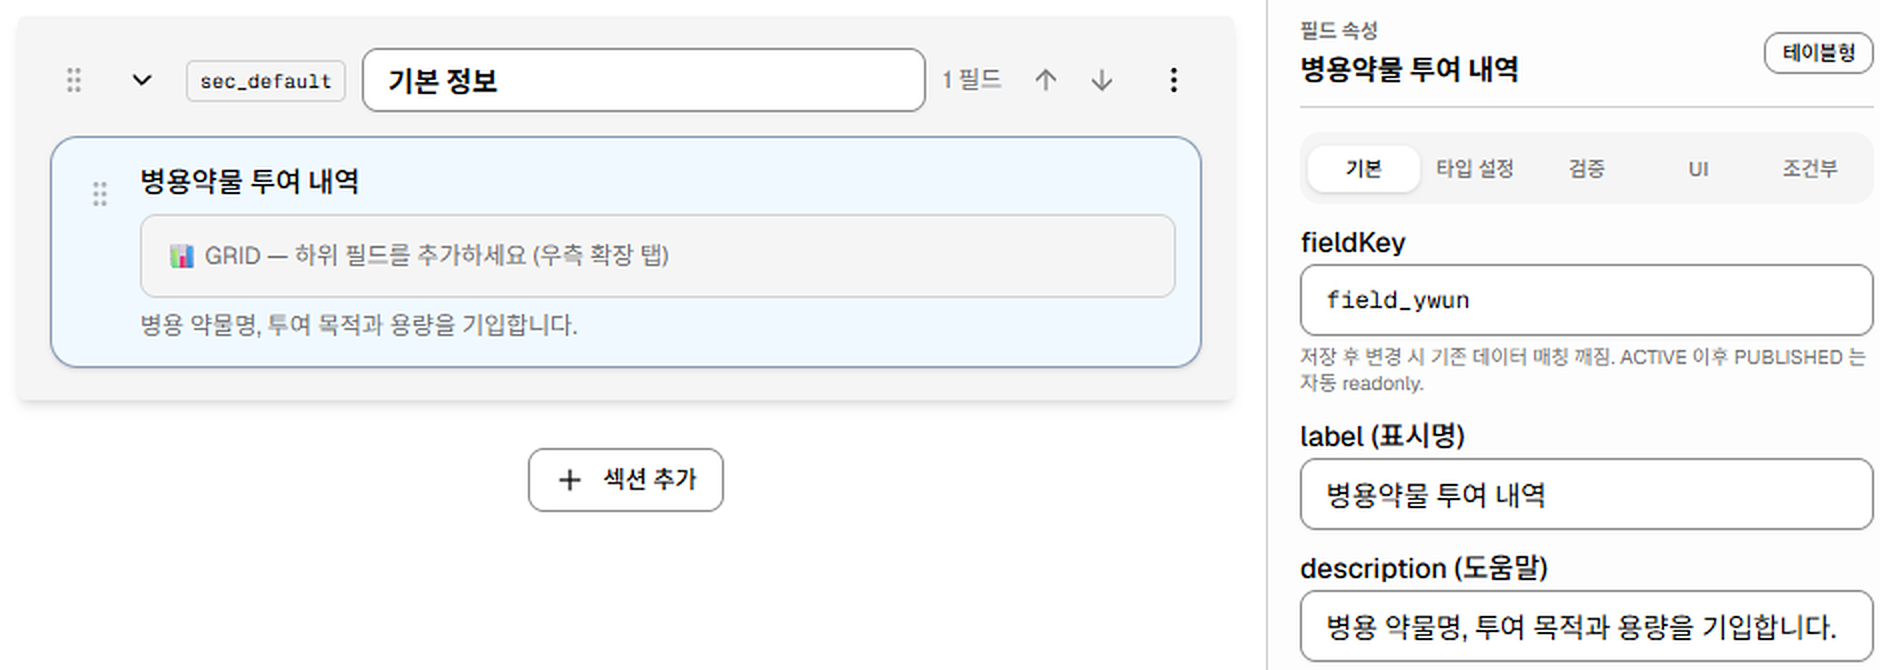 sec_default
기본 정보
1 필드
병용약물 투여 내역
GRID — 하위 필드를 추가하세요 (우측 확장 탭)
병용 약물명, 투여 목적과 용량을 기입합니다.
섹션 추가
필드 속성
병용약물 투여 내역
테이블형
기본 타입 설정 검증 UI 조건부
fieldKey
field_ywun
저장 후 변경 시 기존 데이터 매칭 깨짐. ACTIVE 이후 PUBLISHED 는
자동 readonly.
label (표시명)
병용약물 투여 내역
description (도움말)
병용 약물명, 투여 목적과 용량을 기입합니다.